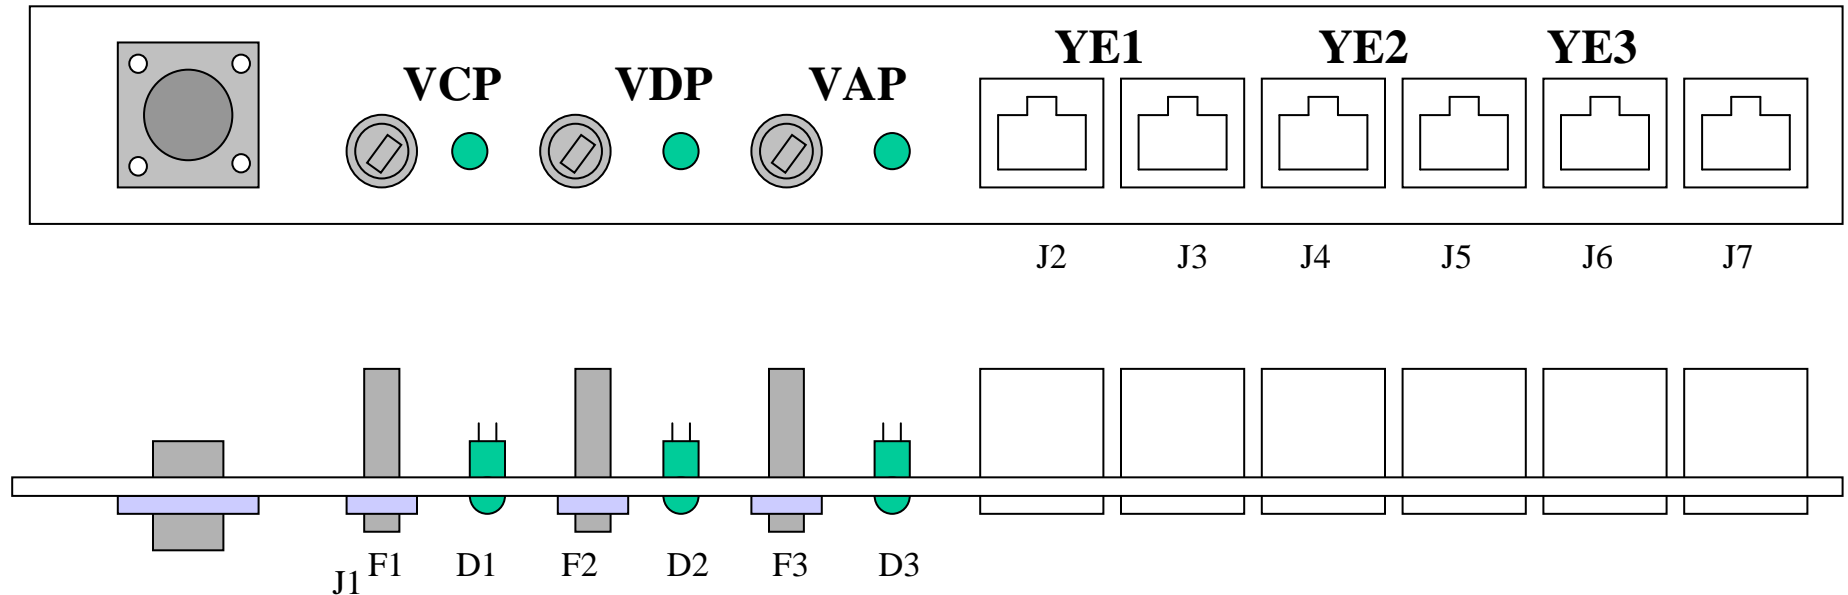 YE1 YE2 YE3
VCP VDP VAP
J2 J3 J4 J5 J6 J7
F1 D1 F2 D2 F3 D3
J1